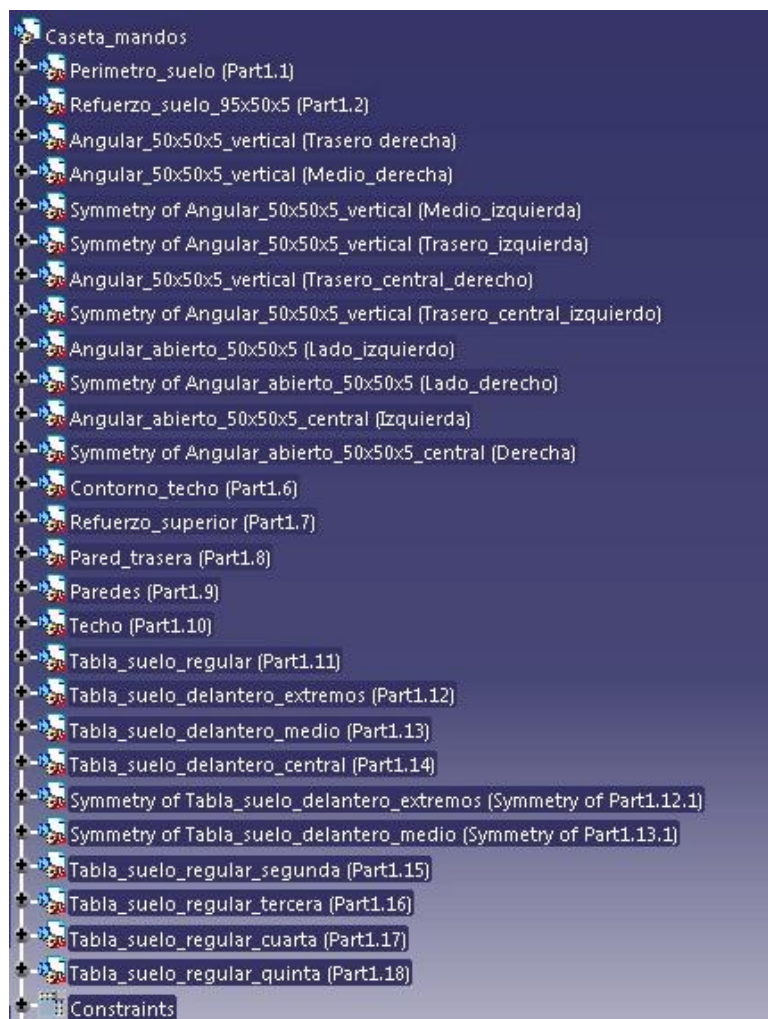 Caseta_mandos
Perimetro_suelo (Part1.1)
Refuerzo_suelo_95x50x5 (Part1.2)
Angular_50x50x5_vertical (Trasero derecha)
Angular_50x50x5_vertical (Medio_derecha)
Symmetry of Angular_50x50x5_vertical (Medio_izquierda)
Symmetry of Angular_50x50x5_vertical (Trasero_izquierda)
Angular_50x50x5_vertical (Trasero_central_derecho)
Symmetry of Angular_50x50x5_vertical (Trasero_central_izquierdo)
Angular_abierto_50x50x5 (Lado_izquierdo)
Symmetry of Angular_abierto_50x50x5 (Lado_derecho)
Angular_abierto_50x50x5_central (Izquierda)
Symmetry of Angular_abierto_50x50x5_central (Derecha)
Contorno_techo (Part1.6)
Refuerzo_superior (Part1.7)
Pared_trasera (Part1.8)
Paredes (Part1.9)
Techo (Part1.10)
Tabla_suelo_regular (Part1.11)
Tabla_suelo_delantero_extremos (Part1.12)
Tabla_suelo_delantero_medio (Part1.13)
Tabla_suelo_delantero_central (Part1.14)
Symmetry of Tabla_suelo_delantero_extremos (Symmetry of Part1.12.1)
Symmetry of Tabla_suelo_delantero_medio (Symmetry of Part1.13.1)
Tabla_suelo_regular_segunda (Part1.15)
Tabla_suelo_regular_tercera (Part1.16)
Tabla_suelo_regular_cuarta (Part1.17)
Tabla_suelo_regular_quinta (Part1.18)
Constraints